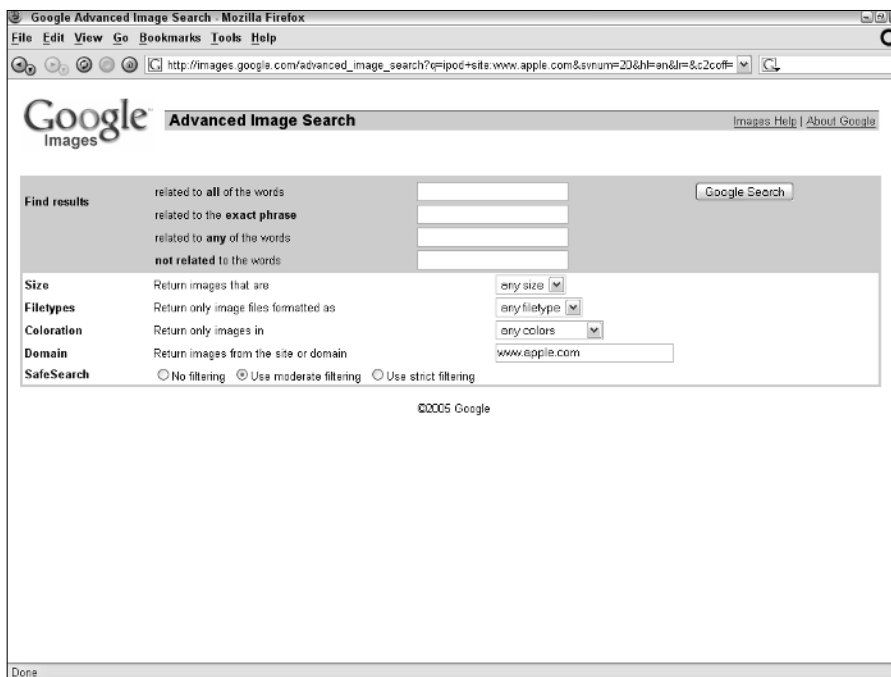 Google Advanced Image Search - Mozilla Firefox
File Edit View Go Bookmarks Tools Help
http://images.google.com/advanced_image_search?q=ipod+site:www.apple.com&svnum=20&hl=en&lr=&c2coff=
Google Images Advanced Image Search Images Help | About Google
Find results related to all of the words Google Search
related to the exact phrase
related to any of the words
not related to the words
Size Return images that are any size
Filetypes Return only image files formatted as any filetype
Coloration Return only images in any colors
Domain Return images from the site or domain www.apple.com
SafeSearch No filtering Use moderate filtering Use strict filtering
©2005 Google
Done